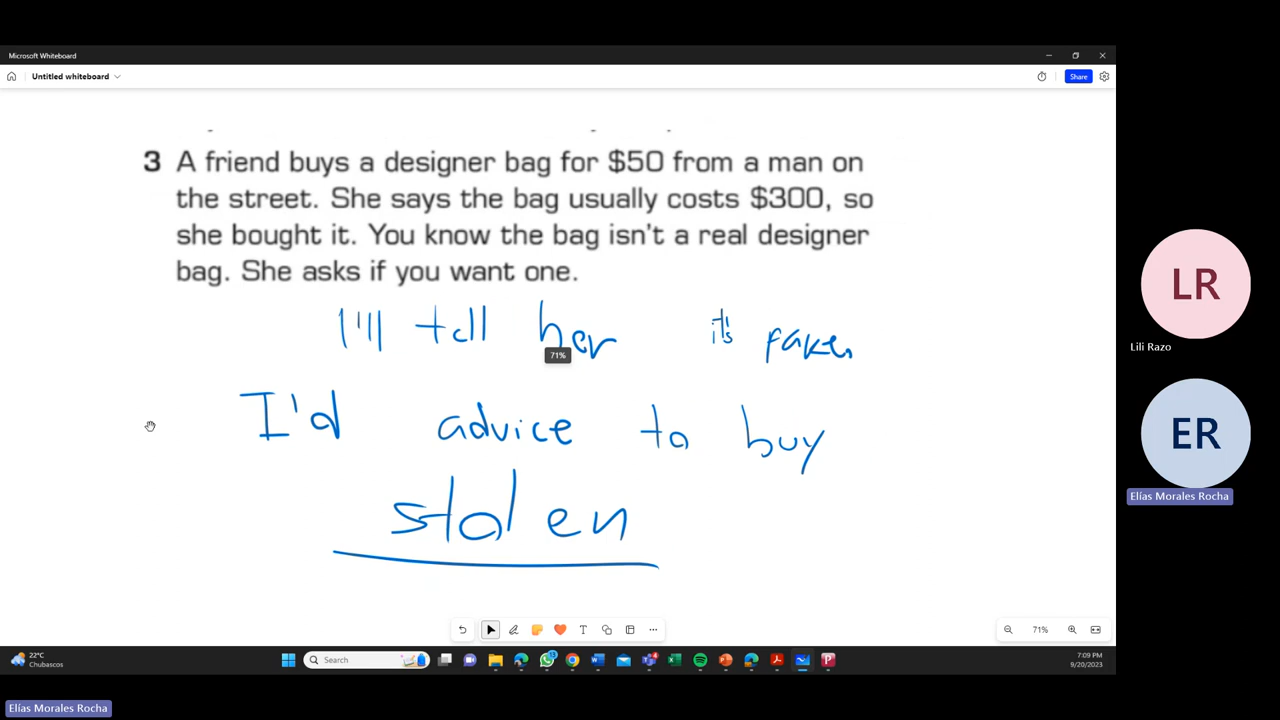 Microsoft Whiteboard
Untitled whiteboard
Share
3 A friend buys a designer bag for $50 from a man on
the street. She says the bag usually costs $300, so
she bought it. You know the bag isn't a real designer
bag. She asks if you want one.
I'll tell her it's fake
71%
I'd advice to buy
stolen
LR
Lili Razo
ER
Elías Morales Rocha
71%
22°C
Chubascos
Search
7:09 PM
9/20/2023
Elías Morales Rocha